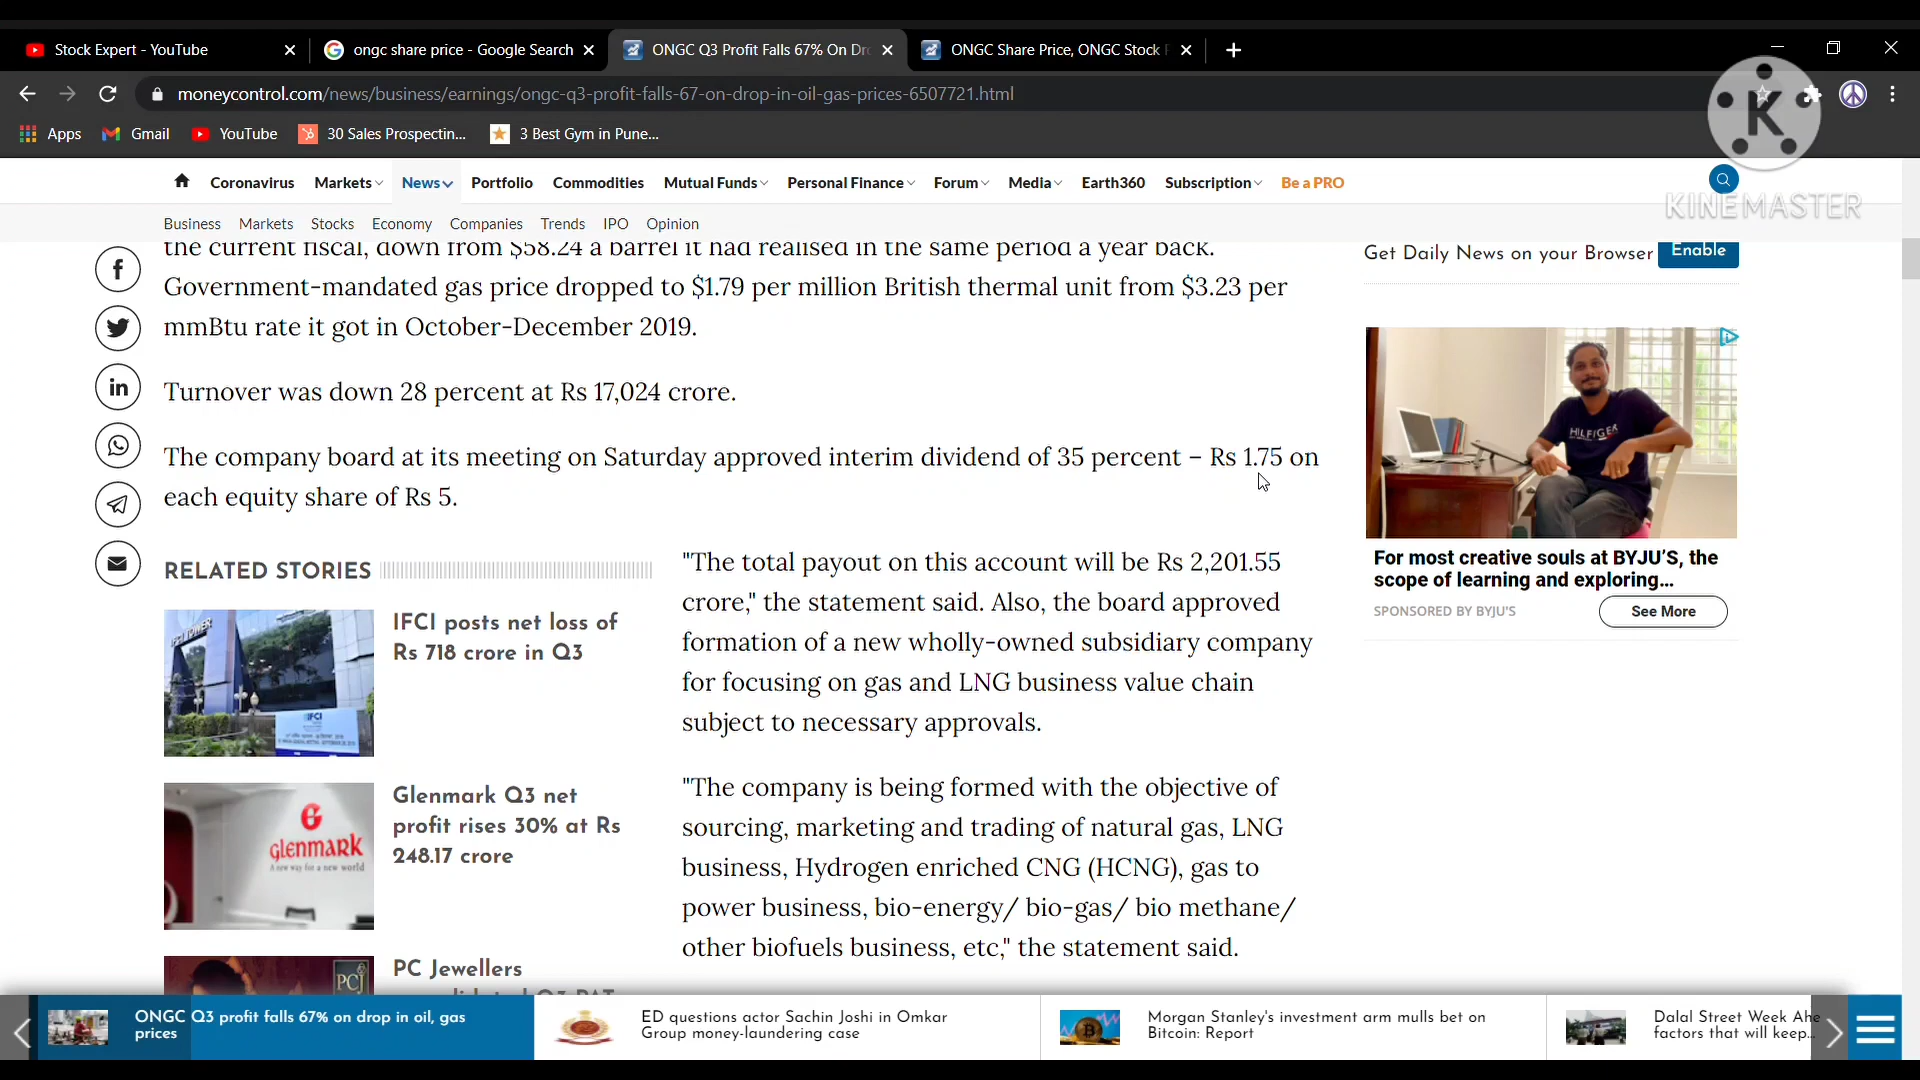 Stock Expert - YouTube
ongc share price - Google Search
ONGC Q3 Profit Falls 67% On Dr
ONGC Share Price, ONGC Stock P
moneycontrol.com/news/business/earnings/ongc-q3-profit-falls-67-on-drop-in-oil-gas-prices-6507721.html
Apps
Gmail
YouTube
30 Sales Prospectin...
3 Best Gym in Pune...
K
KINEMASTER
Coronavirus
Markets
News
Portfolio
Commodities
Mutual Funds
Personal Finance
Forum
Media
Earth360
Subscription
Be a PRO
Business
Markets
Stocks
Economy
Companies
Trends
IPO
Opinion
the current fiscal, down from $58.24 a barrel it had realised in the same period a year back.
Government-mandated gas price dropped to $1.79 per million British thermal unit from $3.23 per
mmBtu rate it got in October-December 2019.
Turnover was down 28 percent at Rs 17,024 crore.
The company board at its meeting on Saturday approved interim dividend of 35 percent – Rs 1.75 on
each equity share of Rs 5.
RELATED STORIES
IFCI TOWER
IFCI
IFCI posts net loss of
Rs 718 crore in Q3
glenmark
A new way for a new world
Glenmark Q3 net
profit rises 30% at Rs
248.17 crore
PCJ
PC Jewellers
"The total payout on this account will be Rs 2,201.55
crore," the statement said. Also, the board approved
formation of a new wholly-owned subsidiary company
for focusing on gas and LNG business value chain
subject to necessary approvals.
"The company is being formed with the objective of
sourcing, marketing and trading of natural gas, LNG
business, Hydrogen enriched CNG (HCNG), gas to
power business, bio-energy/ bio-gas/ bio methane/
other biofuels business, etc," the statement said.
Get Daily News on your Browser
Enable
HILFIGER
For most creative souls at BYJU'S, the
scope of learning and exploring...
SPONSORED BY BYJU'S
See More
ONGC Q3 profit falls 67% on drop in oil, gas
prices
ED questions actor Sachin Joshi in Omkar
Group money-laundering case
Morgan Stanley's investment arm mulls bet on
Bitcoin: Report
Dalal Street Week Ahe
factors that will keep...